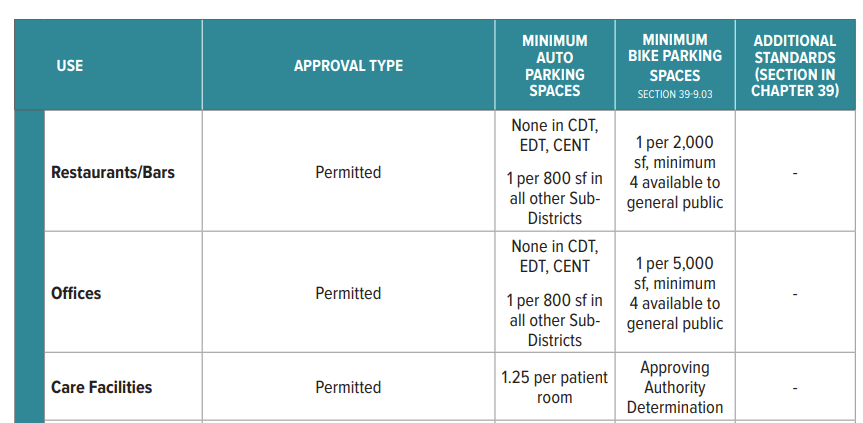 USE
APPROVAL TYPE
MINIMUM
AUTO
PARKING
SPACES
MINIMUM
BIKE PARKING
SPACES
SECTION 39-9.03
ADDITIONAL
STANDARDS
(SECTION IN
CHAPTER 39)
Restaurants/Bars
Permitted
None in CDT,
EDT, CENT
1 per 800 sf in
all other Sub-
Districts
1 per 2,000
sf, minimum
4 available to
general public
-
Offices
Permitted
None in CDT,
EDT, CENT
1 per 800 sf in
all other Sub-
Districts
1 per 5,000
sf, minimum
4 available to
general public
-
Care Facilities
Permitted
1.25 per patient
room
Approving
Authority
Determination
-